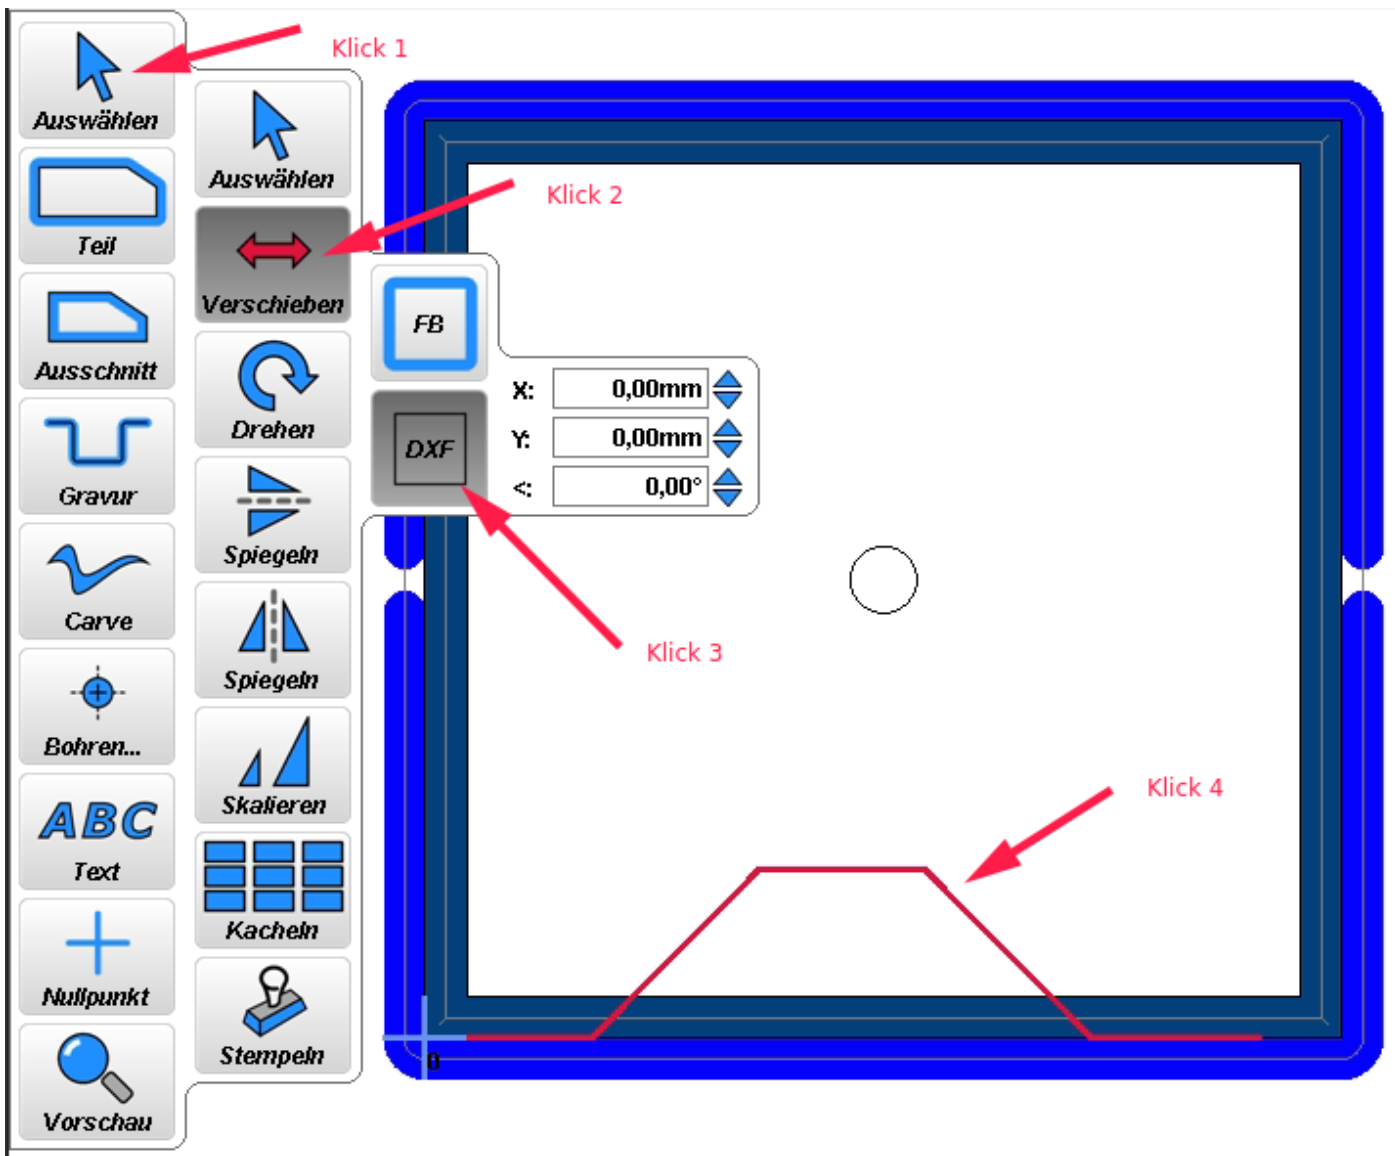 Klick 1
Auswählen
Auswählen
Klick 2
Teil
Verschieben
FB
Ausschnitt
X: 0,00mm
Drehen
DXF
Y: 0,00mm
<: 0,00°
Gravur
Spiegeln
Carve
Klick 3
Spiegeln
Bohren...
Klick 4
Skalieren
ABC
Text
Kacheln
Nullpunkt
Stempeln
0
Vorschau